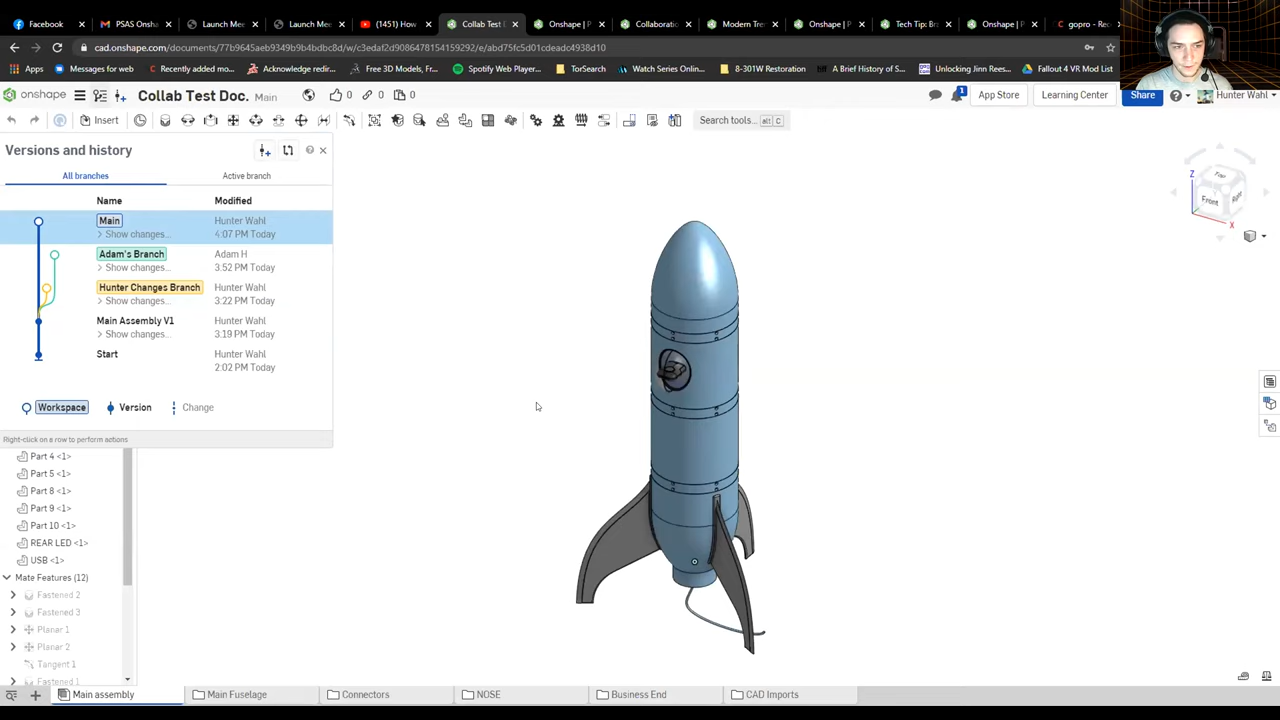 Facebook
PSAS Onsha
Launch Mee
Launch Mee
(1451) How
Collab Test
Onshape | P
Collaboratio
Modern Tre
Onshape | P
Tech Tip: Br
Onshape | P
gopro - Rec
cad.onshape.com/documents/77b9645aeb9349b9b4bdbc8d/w/c3edaf2d9086478154159292/e/abd75fc5d01cdeadc4938d10
Apps
Messages for web
Recently added mo...
Acknowledge redir...
Free 3D Models, Fr...
Spotify Web Player...
TorSearch
Watch Series Onlin...
8-301W Restoration
A Brief History of S...
Unlocking Jinn Rees...
Fallout 4 VR Mod List
onshape
Collab Test Doc. Main
0
0
0
App Store
Learning Center
Share
Hunter Wahl
Insert
Search tools... alt C
Versions and history
All branches
Active branch
Name Modified
Main Hunter Wahl
Show changes... 4:07 PM Today
Adam's Branch Adam H
Show changes... 3:52 PM Today
Hunter Changes Branch Hunter Wahl
Show changes... 3:22 PM Today
Main Assembly V1 Hunter Wahl
Show changes... 3:19 PM Today
Start Hunter Wahl
2:02 PM Today
Workspace Version Change
Right-click on a row to perform actions
Part 4 <1>
Part 5 <1>
Part 8 <1>
Part 9 <1>
Part 10 <1>
REAR LED <1>
USB <1>
Mate Features (12)
Fastened 2
Fastened 3
Planar 1
Planar 2
Tangent 1
Fastened 1
Z
Top
Front
Right
X
Main assembly
Main Fuselage
Connectors
NOSE
Business End
CAD Imports